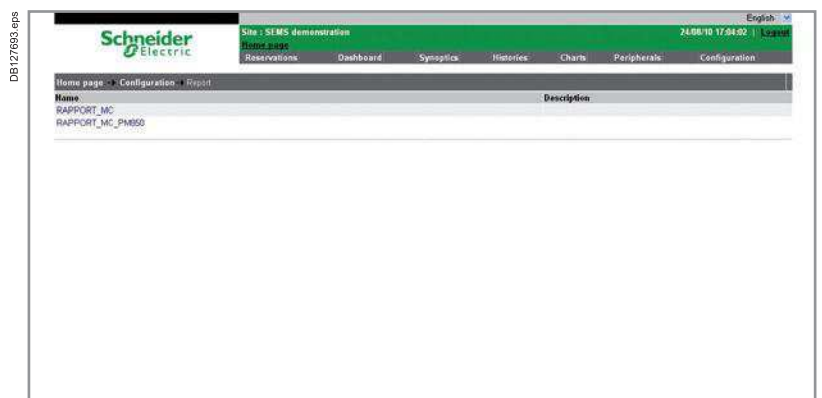 DB127693.eps
English
Schneider Electric
Site : SEMS demonstration
24/08/10 17:04:02 | Logout
Home page
Reservations Dashboard Synoptics Histories Charts Peripherals Configuration
Home page Configuration Report
Name Description
RAPPORT_MC
RAPPORT_MC_PM850